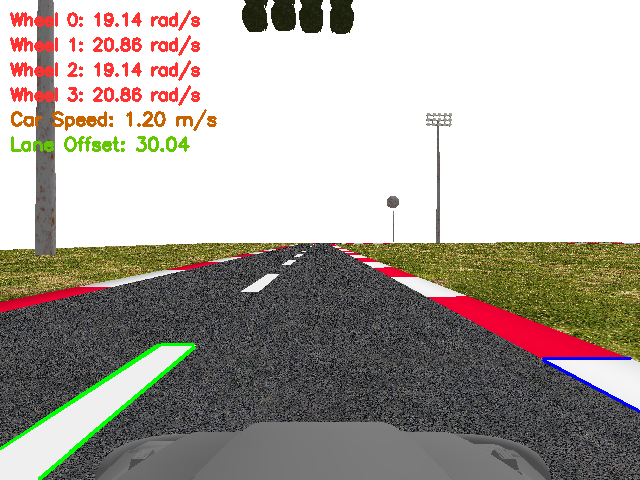 Wheel 0: 19.14 rad/s
Wheel 1: 20.86 rad/s
Wheel 2: 19.14 rad/s
Wheel 3: 20.86 rad/s
Car Speed: 1.20 m/s
Lane Offset: 30.04